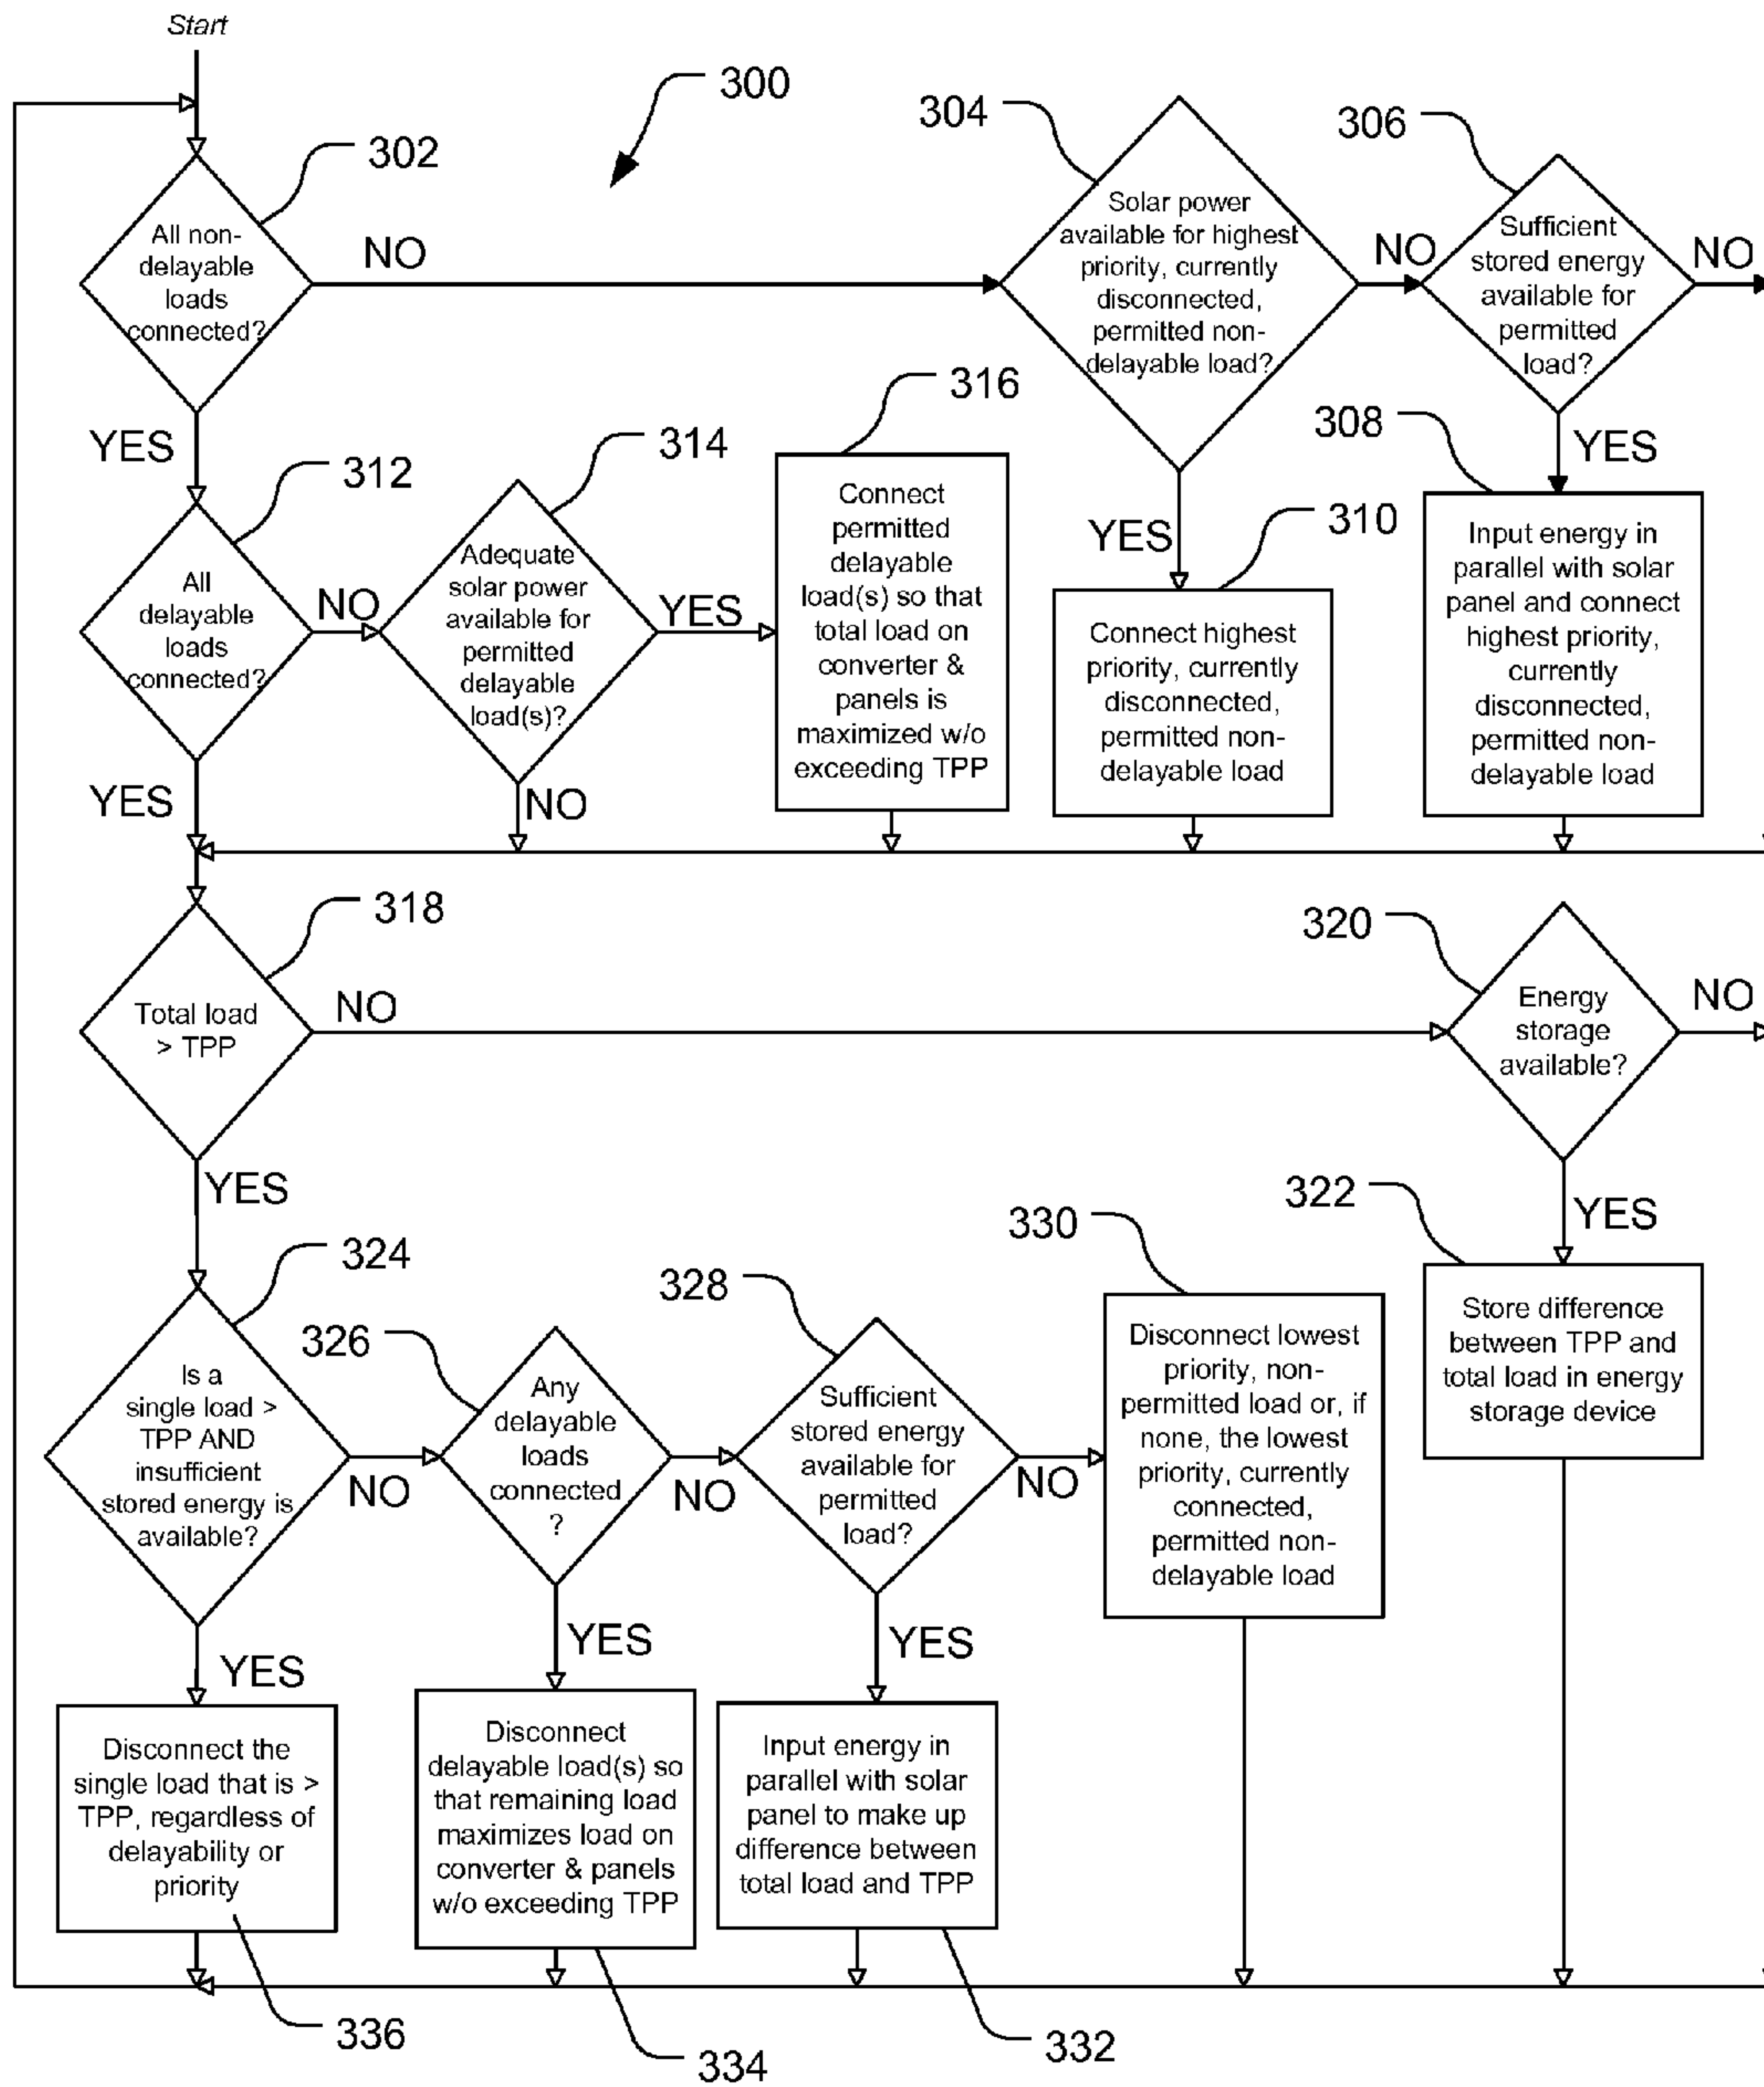 Start
300
302
All non-
delayable
loads
connected?
NO
YES
304
Solar power
available for highest
priority, currently
disconnected,
permitted non-
delayable load?
NO
YES
306
Sufficient
stored energy
available for
permitted
load?
NO
YES
308
Input energy in
parallel with solar
panel and connect
highest priority,
currently
disconnected,
permitted non-
delayable load
310
Connect highest
priority, currently
disconnected,
permitted non-
delayable load
312
All
delayable
loads
connected?
NO
YES
314
Adequate
solar power
available for
permitted
delayable
load(s)?
YES
NO
316
Connect
permitted
delayable
load(s) so that
total load on
converter &
panels is
maximized w/o
exceeding TPP
318
Total load
> TPP
NO
YES
320
Energy
storage
available?
NO
YES
322
Store difference
between TPP and
total load in energy
storage device
324
Is a
single load >
TPP AND
insufficient
stored energy is
available?
NO
YES
326
Any
delayable
loads
connected
?
NO
YES
328
Sufficient
stored energy
available for
permitted
load?
NO
YES
330
Disconnect lowest
priority, non-
permitted load or, if
none, the lowest
priority, currently
connected,
permitted non-
delayable load
Disconnect the
single load that is >
TPP, regardless of
delayability or
priority
336
Disconnect
delayable load(s) so
that remaining load
maximizes load on
converter & panels
w/o exceeding TPP
334
Input energy in
parallel with solar
panel to make up
difference between
total load and TPP
332